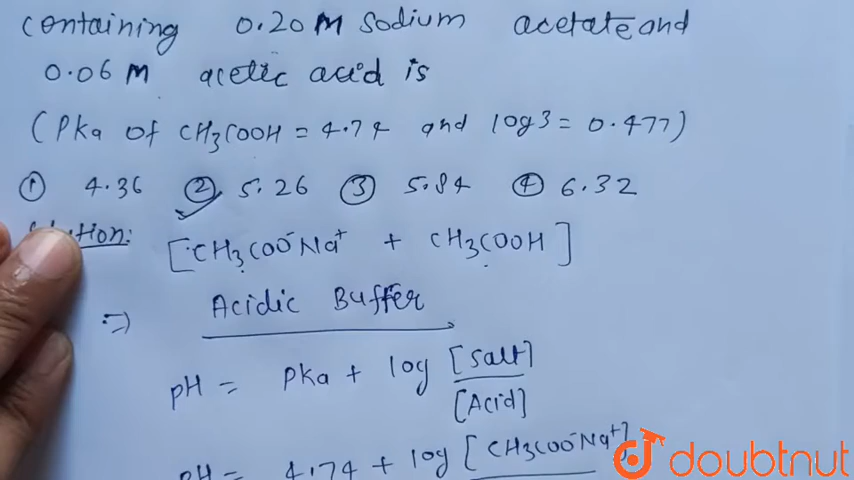 containing 0.20 M sodium acetate and
0.06 M acetic acid is
(Pka of CH3COOH = 4.74 and log3 = 0.477)
① 4.36 ② 5.26 ③ 5.84 ④ 6.32
[CH3COO⁻Na⁺ + CH3COOH]
⇒ Acidic Buffer
pH = Pka + log [Salt]
[Acid]
pH = 4.74 + log [CH3COO⁻Na⁺]
doubtnut